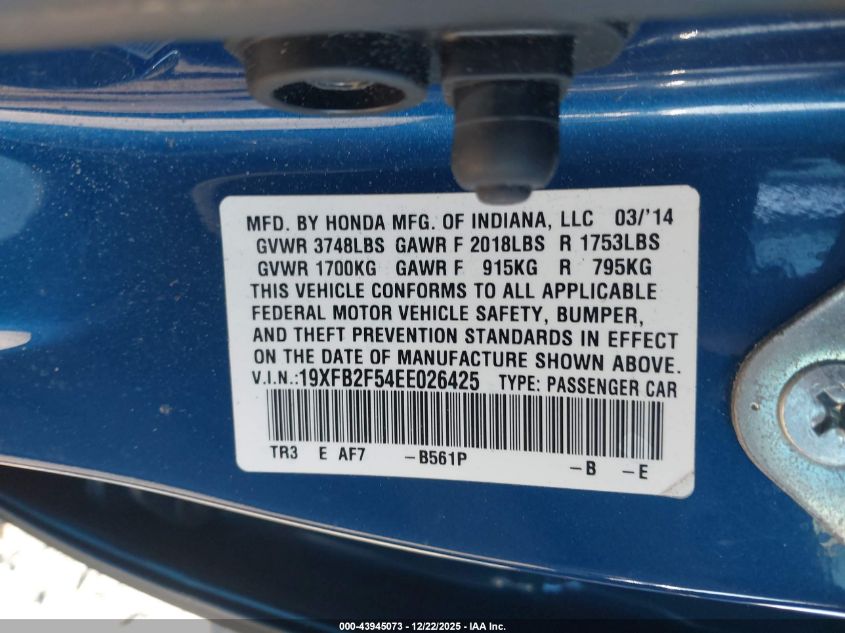 MFD. BY HONDA MFG. OF INDIANA, LLC 03/'14
GVWR 3748LBS GAWR F 2018LBS R 1753LBS
GVWR 1700KG GAWR F 915KG R 795KG
THIS VEHICLE CONFORMS TO ALL APPLICABLE
FEDERAL MOTOR VEHICLE SAFETY, BUMPER,
AND THEFT PREVENTION STANDARDS IN EFFECT
ON THE DATE OF MANUFACTURE SHOWN ABOVE.
V.I.N.:19XFB2F54EE026425 TYPE: PASSENGER CAR
TR3 E AF7 -B561P -B -E
000-43945073 - 12/22/2025 - IAA Inc.